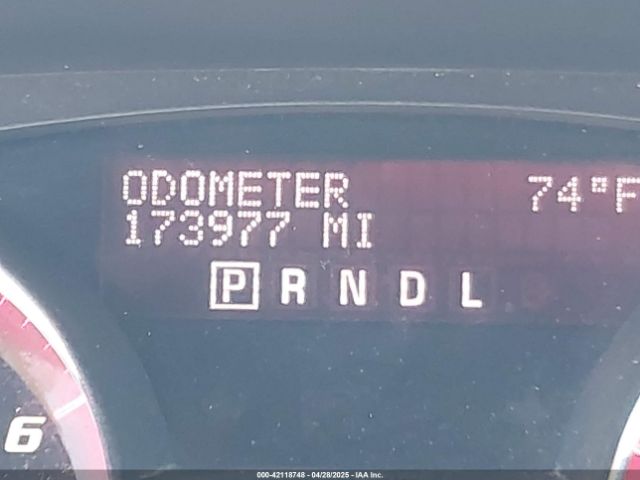 ODOMETER 74°F
173977 MI
P R N D L
6
000-42118748 - 04/28/2025 - IAA Inc.